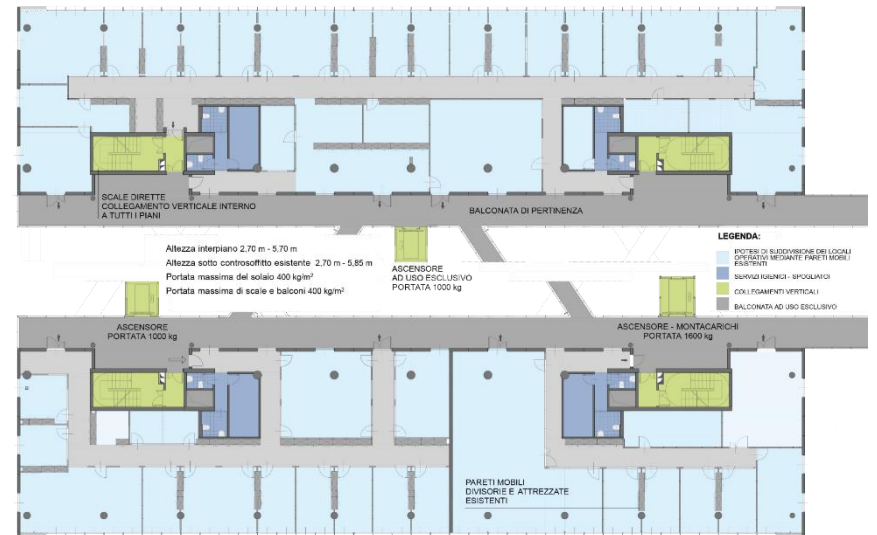 SCALE DIRETTE
COLLEGAMENTO VERTICALE INTERNO
A TUTTI I PIANI
BALCONATA DI PERTINENZA
Altezza interpiano 2,70 m - 5,70 m
Altezza sotto controsoffitto esistente 2,70 m - 5,85 m
Portata massima del solaio 400 kg/m²
Portata massima di scale e balconi 400 kg/m²
ASCENSORE
AD USO ESCLUSIVO
PORTATA 1000 kg
LEGENDA:
IPOTESI DI SUDDIVISIONE DEI LOCALI
OPERATIVI MEDIANTE PARETI MOBILI
ESISTENTI
SERVIZI IGIENICI - SPOGLIATOI
COLLEGAMENTI VERTICALI
BALCONATA AD USO ESCLUSIVO
ASCENSORE
PORTATA 1000 kg
ASCENSORE - MONTACARICHI
PORTATA 1600 kg
PARETI MOBILI
DIVISORIE E ATTREZZATE
ESISTENTI